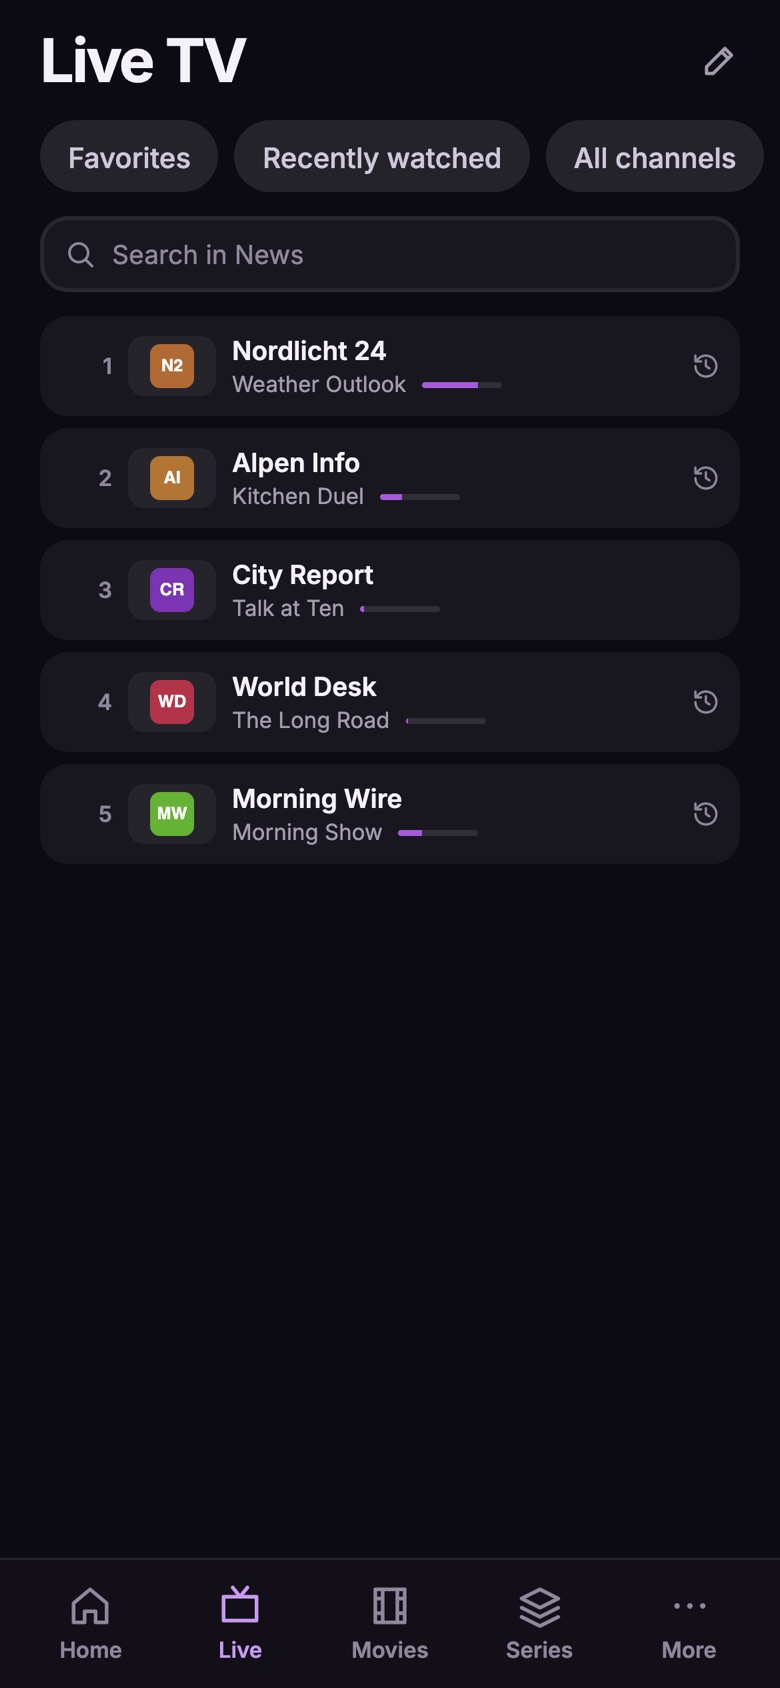 Live TV
Favorites
Recently watched
All channels
Search in News
1
N2
Nordlicht 24
Weather Outlook
2
AI
Alpen Info
Kitchen Duel
3
CR
City Report
Talk at Ten
4
WD
World Desk
The Long Road
5
MW
Morning Wire
Morning Show
Home
Live
Movies
Series
More